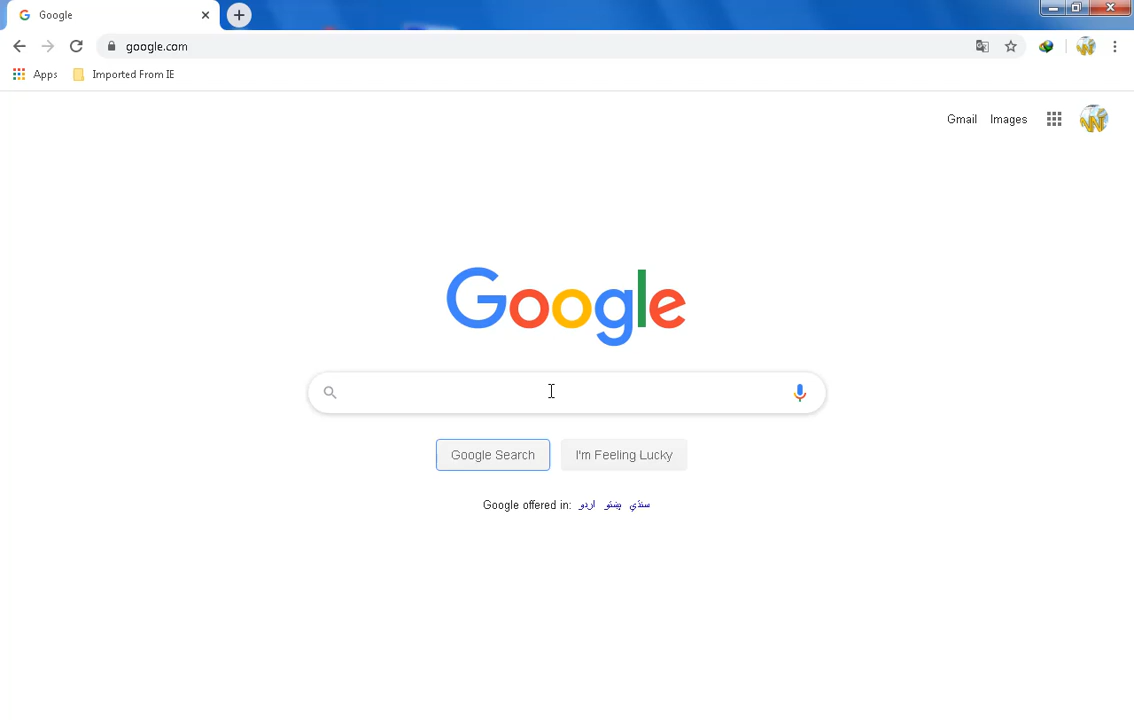 Google
google.com
Apps Imported From IE
Gmail Images
Google
Google Search I'm Feeling Lucky
Google offered in: اردو پښتو سنڌي